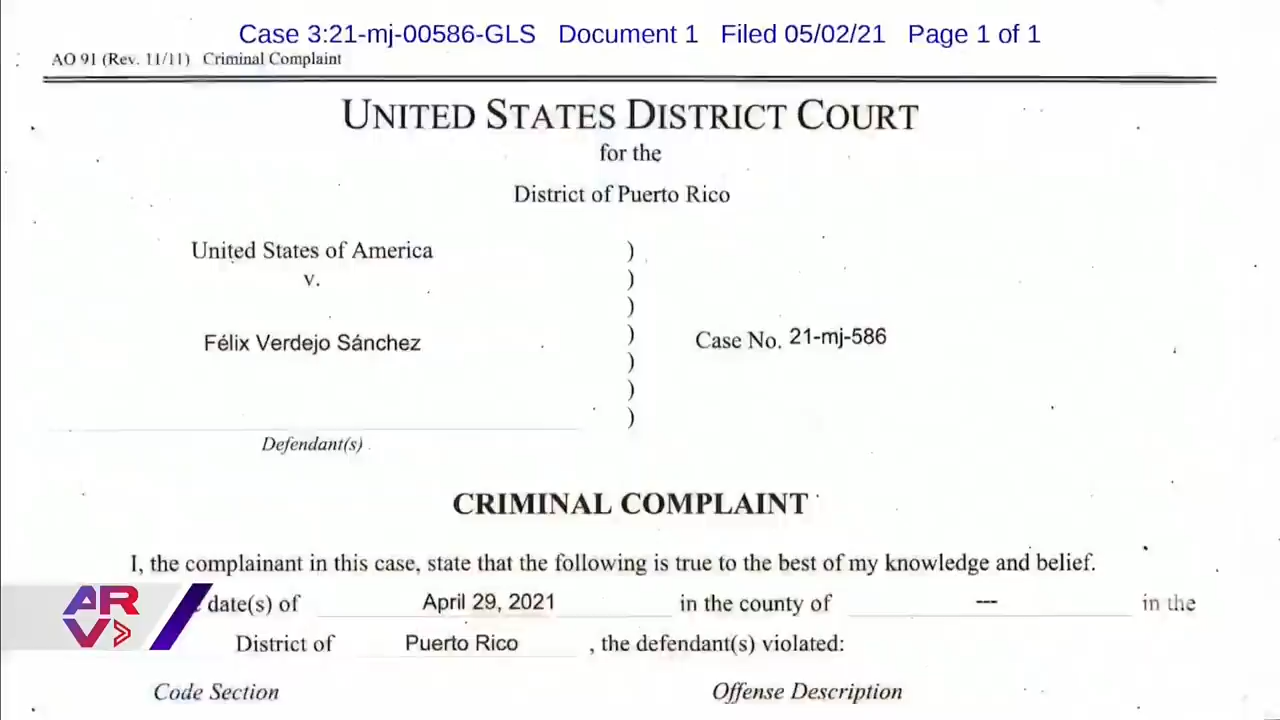 Case 3:21-mj-00586-GLS Document 1 Filed 05/02/21 Page 1 of 1
AO 91 (Rev. 11/11) Criminal Complaint
UNITED STATES DISTRICT COURT
for the
District of Puerto Rico
United States of America
v.
Félix Verdejo Sánchez
)
)
)
)
)
)
)
Case No. 21-mj-586
Defendant(s)
CRIMINAL COMPLAINT
I, the complainant in this case, state that the following is true to the best of my knowledge and belief.
date(s) of April 29, 2021 in the county of --- in the
District of Puerto Rico , the defendant(s) violated:
Code Section Offense Description
ARV